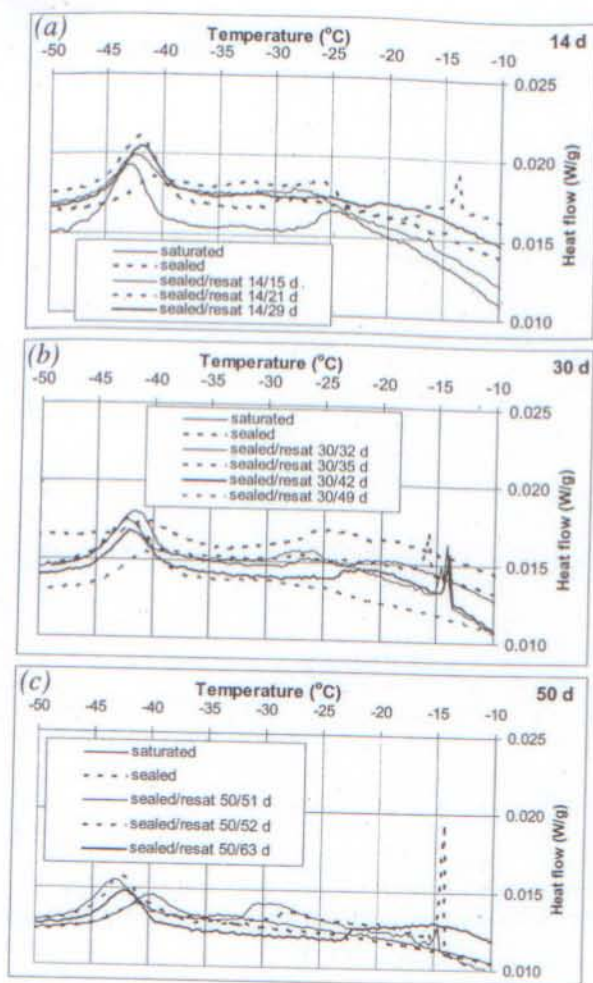 (a) Temperature (°C) 14 d
-50 -45 -40 -35 -30 -25 -20 -15 -10
0.025
0.020
0.015
0.010
Heat flow (W/g)
saturated
sealed
sealed/resat 14/15 d
sealed/resat 14/21 d
sealed/resat 14/29 d
(b) Temperature (°C) 30 d
-50 -45 -40 -35 -30 -25 -20 -15 -10
0.025
0.020
0.015
0.010
Heat flow (W/g)
saturated
sealed
sealed/resat 30/32 d
sealed/resat 30/35 d
sealed/resat 30/42 d
sealed/resat 30/49 d
(c) Temperature (°C) 50 d
-50 -45 -40 -35 -30 -25 -20 -15 -10
0.025
0.020
0.015
0.010
Heat flow (W/g)
saturated
sealed
sealed/resat 50/51 d
sealed/resat 50/52 d
sealed/resat 50/63 d